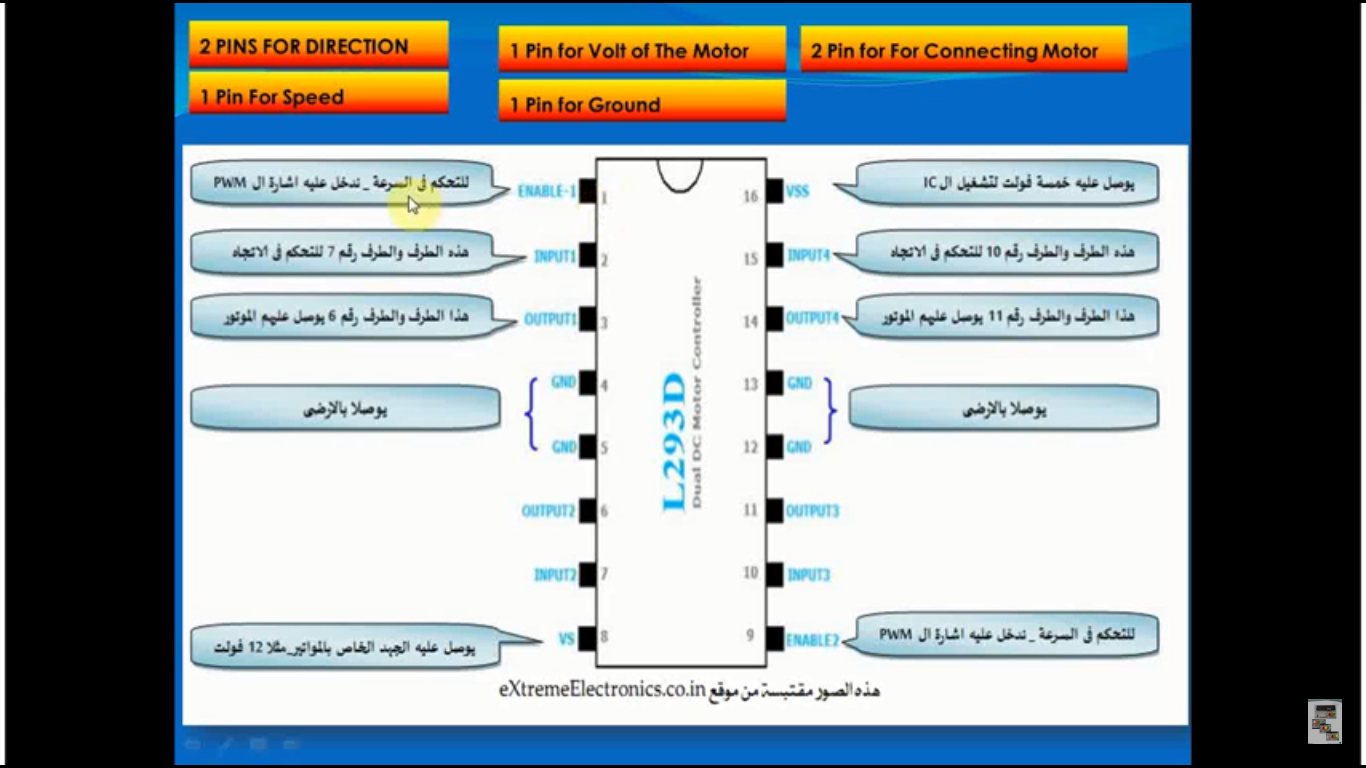 2 PINS FOR DIRECTION
1 Pin For Speed
1 Pin for Volt of The Motor
1 Pin for Ground
2 Pin for For Connecting Motor
للتحكم فى السرعة _ ندخل عليه اشارة ال PWM
هذه الطرف والطرف رقم 7 للتحكم فى الاتجاه
هذا الطرف والطرف رقم 6 يوصل عليهم الموتور
يوصلا بالارضى
يوصل عليه الجهد الخاص بالمواتير_مثلا 12 فولت
ENABLE-1
INPUT1
OUTPUT1
GND
GND
OUTPUT2
INPUT2
VS
1
2
3
4
5
6
7
8
L293D
Dual DC Motor Controller
16
15
14
13
12
11
10
9
VSS
INPUT4
OUTPUT4
GND
GND
OUTPUT3
INPUT3
ENABLE2
يوصل عليه خمسة فولت لتشغيل ال IC
هذه الطرف والطرف رقم 10 للتحكم فى الاتجاه
هذا الطرف والطرف رقم 11 يوصل عليهم الموتور
يوصلا بالارضى
للتحكم فى السرعة _ ندخل عليه اشارة ال PWM
هذه الصور مقتبسة من موقع eXtremeElectronics.co.in